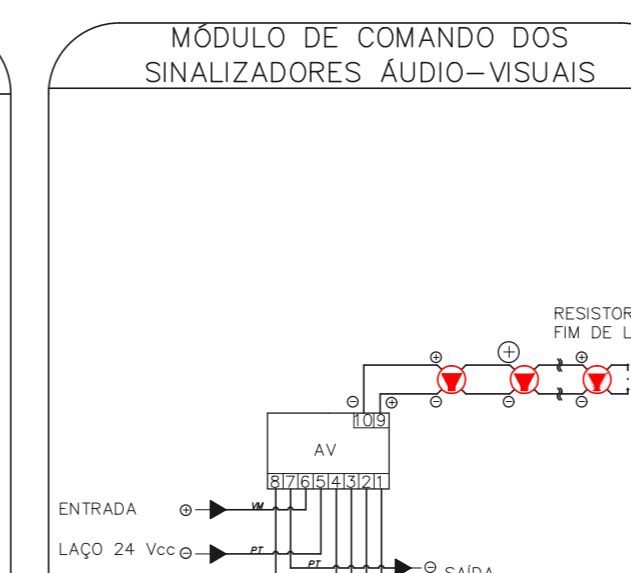 MÓDULO DE COMANDO DOS
SINALIZADORES ÁUDIO-VISUAIS
RESISTOR
FIM DE L
10 9
AV
8 7 6 5 4 3 2 1
ENTRADA
VM
LAÇO 24 Vcc
PT
PT
SAÍDA